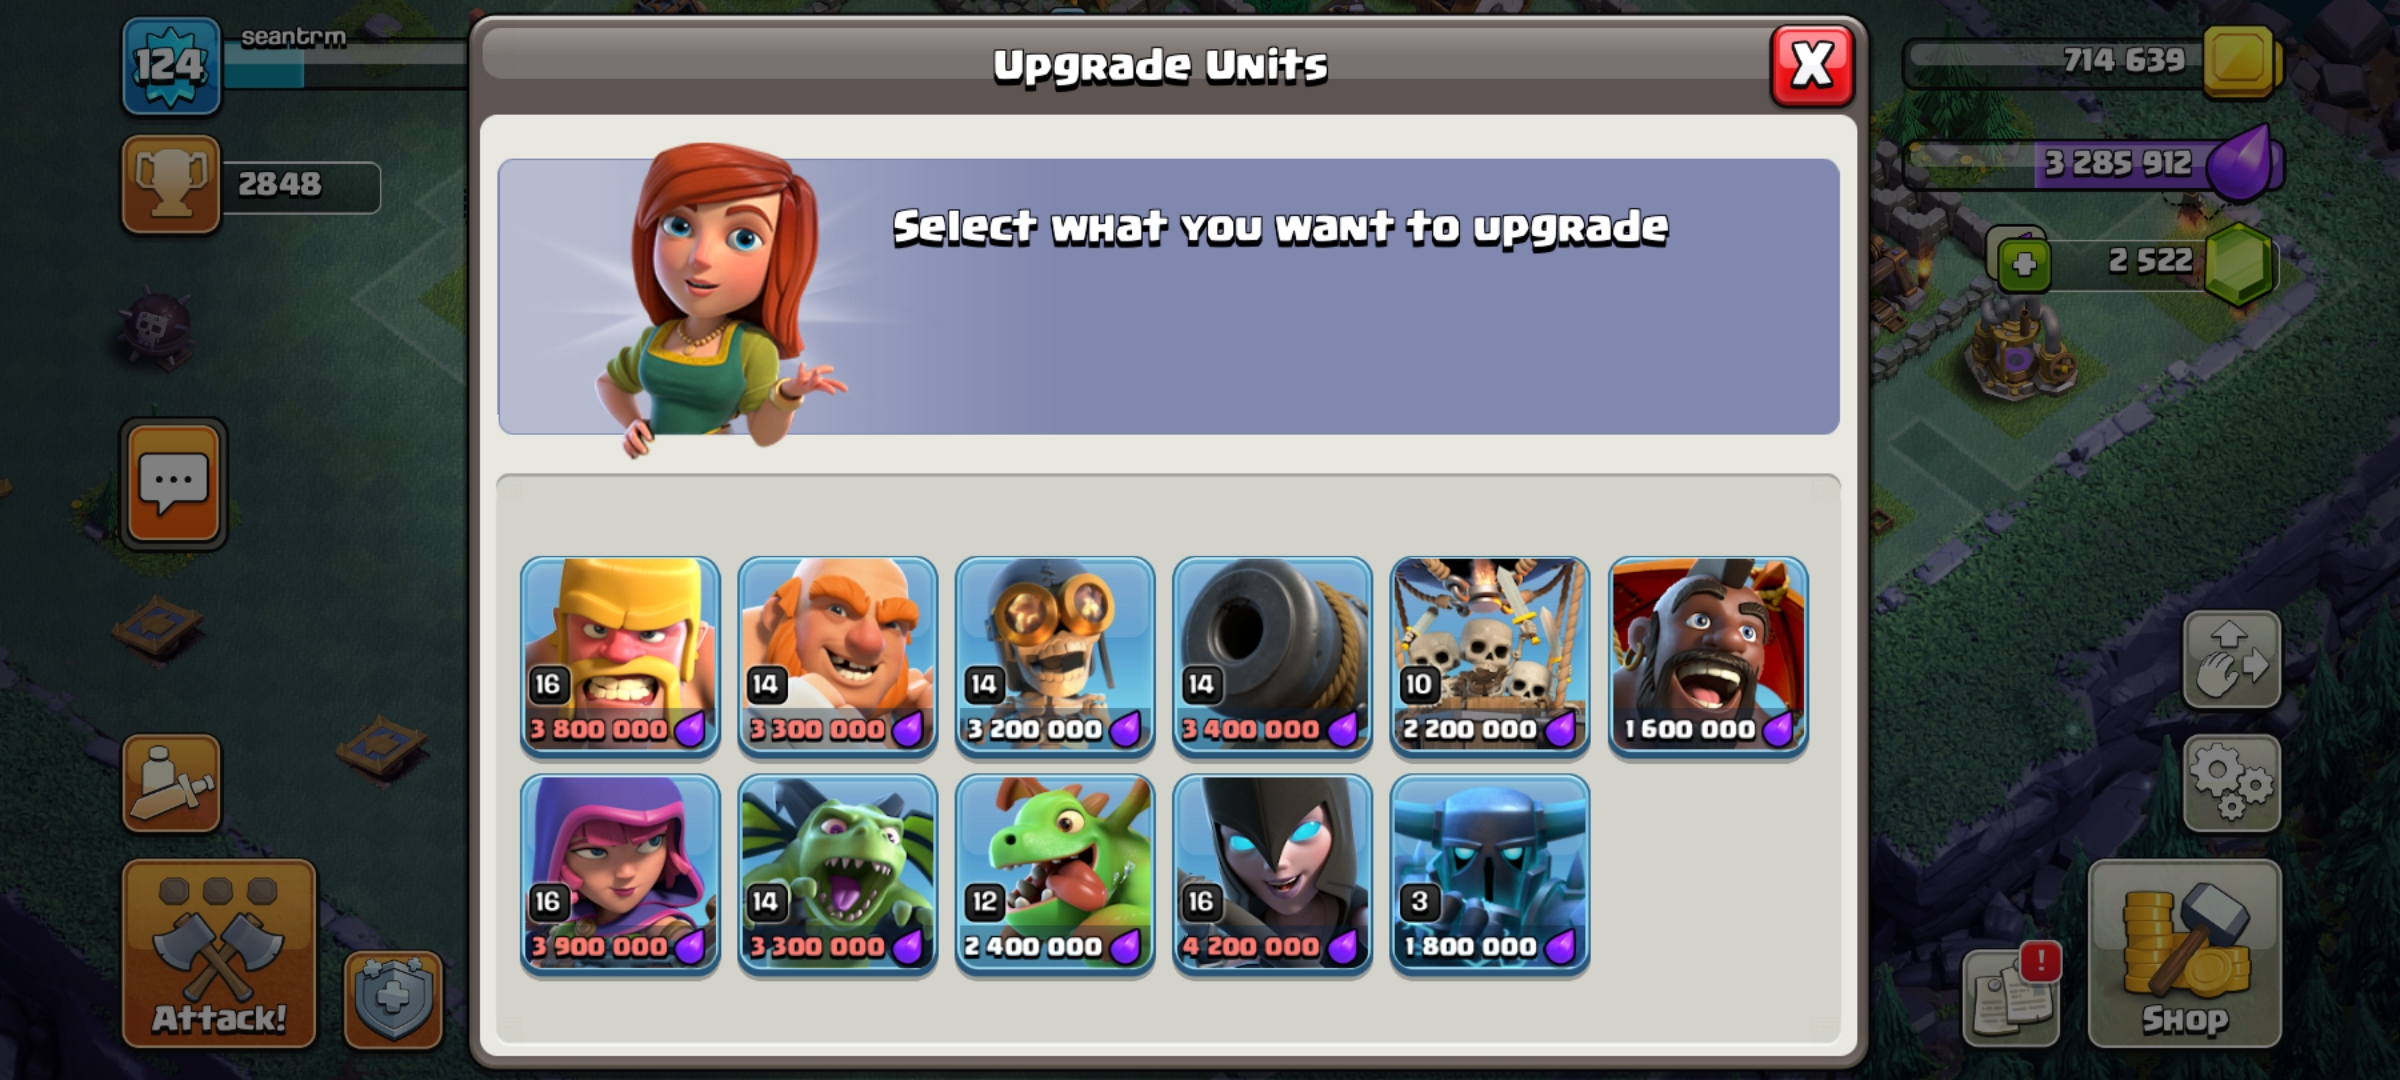 124
seantrm
Upgrade Units
X
714 639
2848
3 285 912
Select what you want to upgrade
2 522
16
3 800 000
14
3 300 000
14
3 200 000
14
3 400 000
10
2 200 000
1 600 000
16
3 900 000
14
3 300 000
12
2 400 000
16
4 200 000
3
1 800 000
Attack!
!
Shop